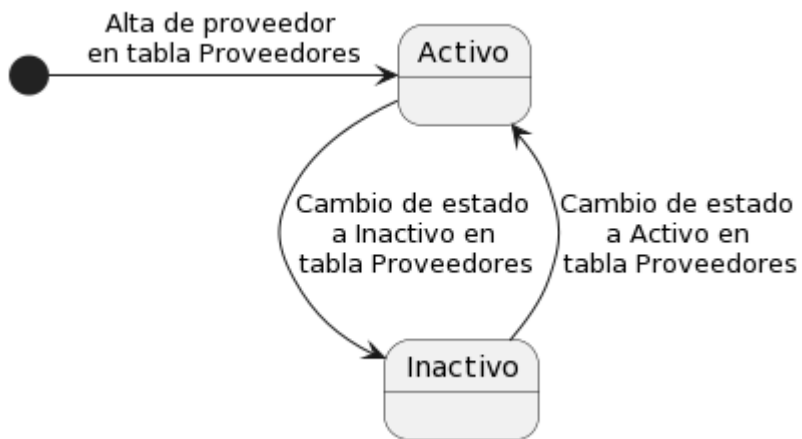 Alta de proveedor
en tabla Proveedores
Activo
Cambio de estado
a Inactivo en
tabla Proveedores
Cambio de estado
a Activo en
tabla Proveedores
Inactivo